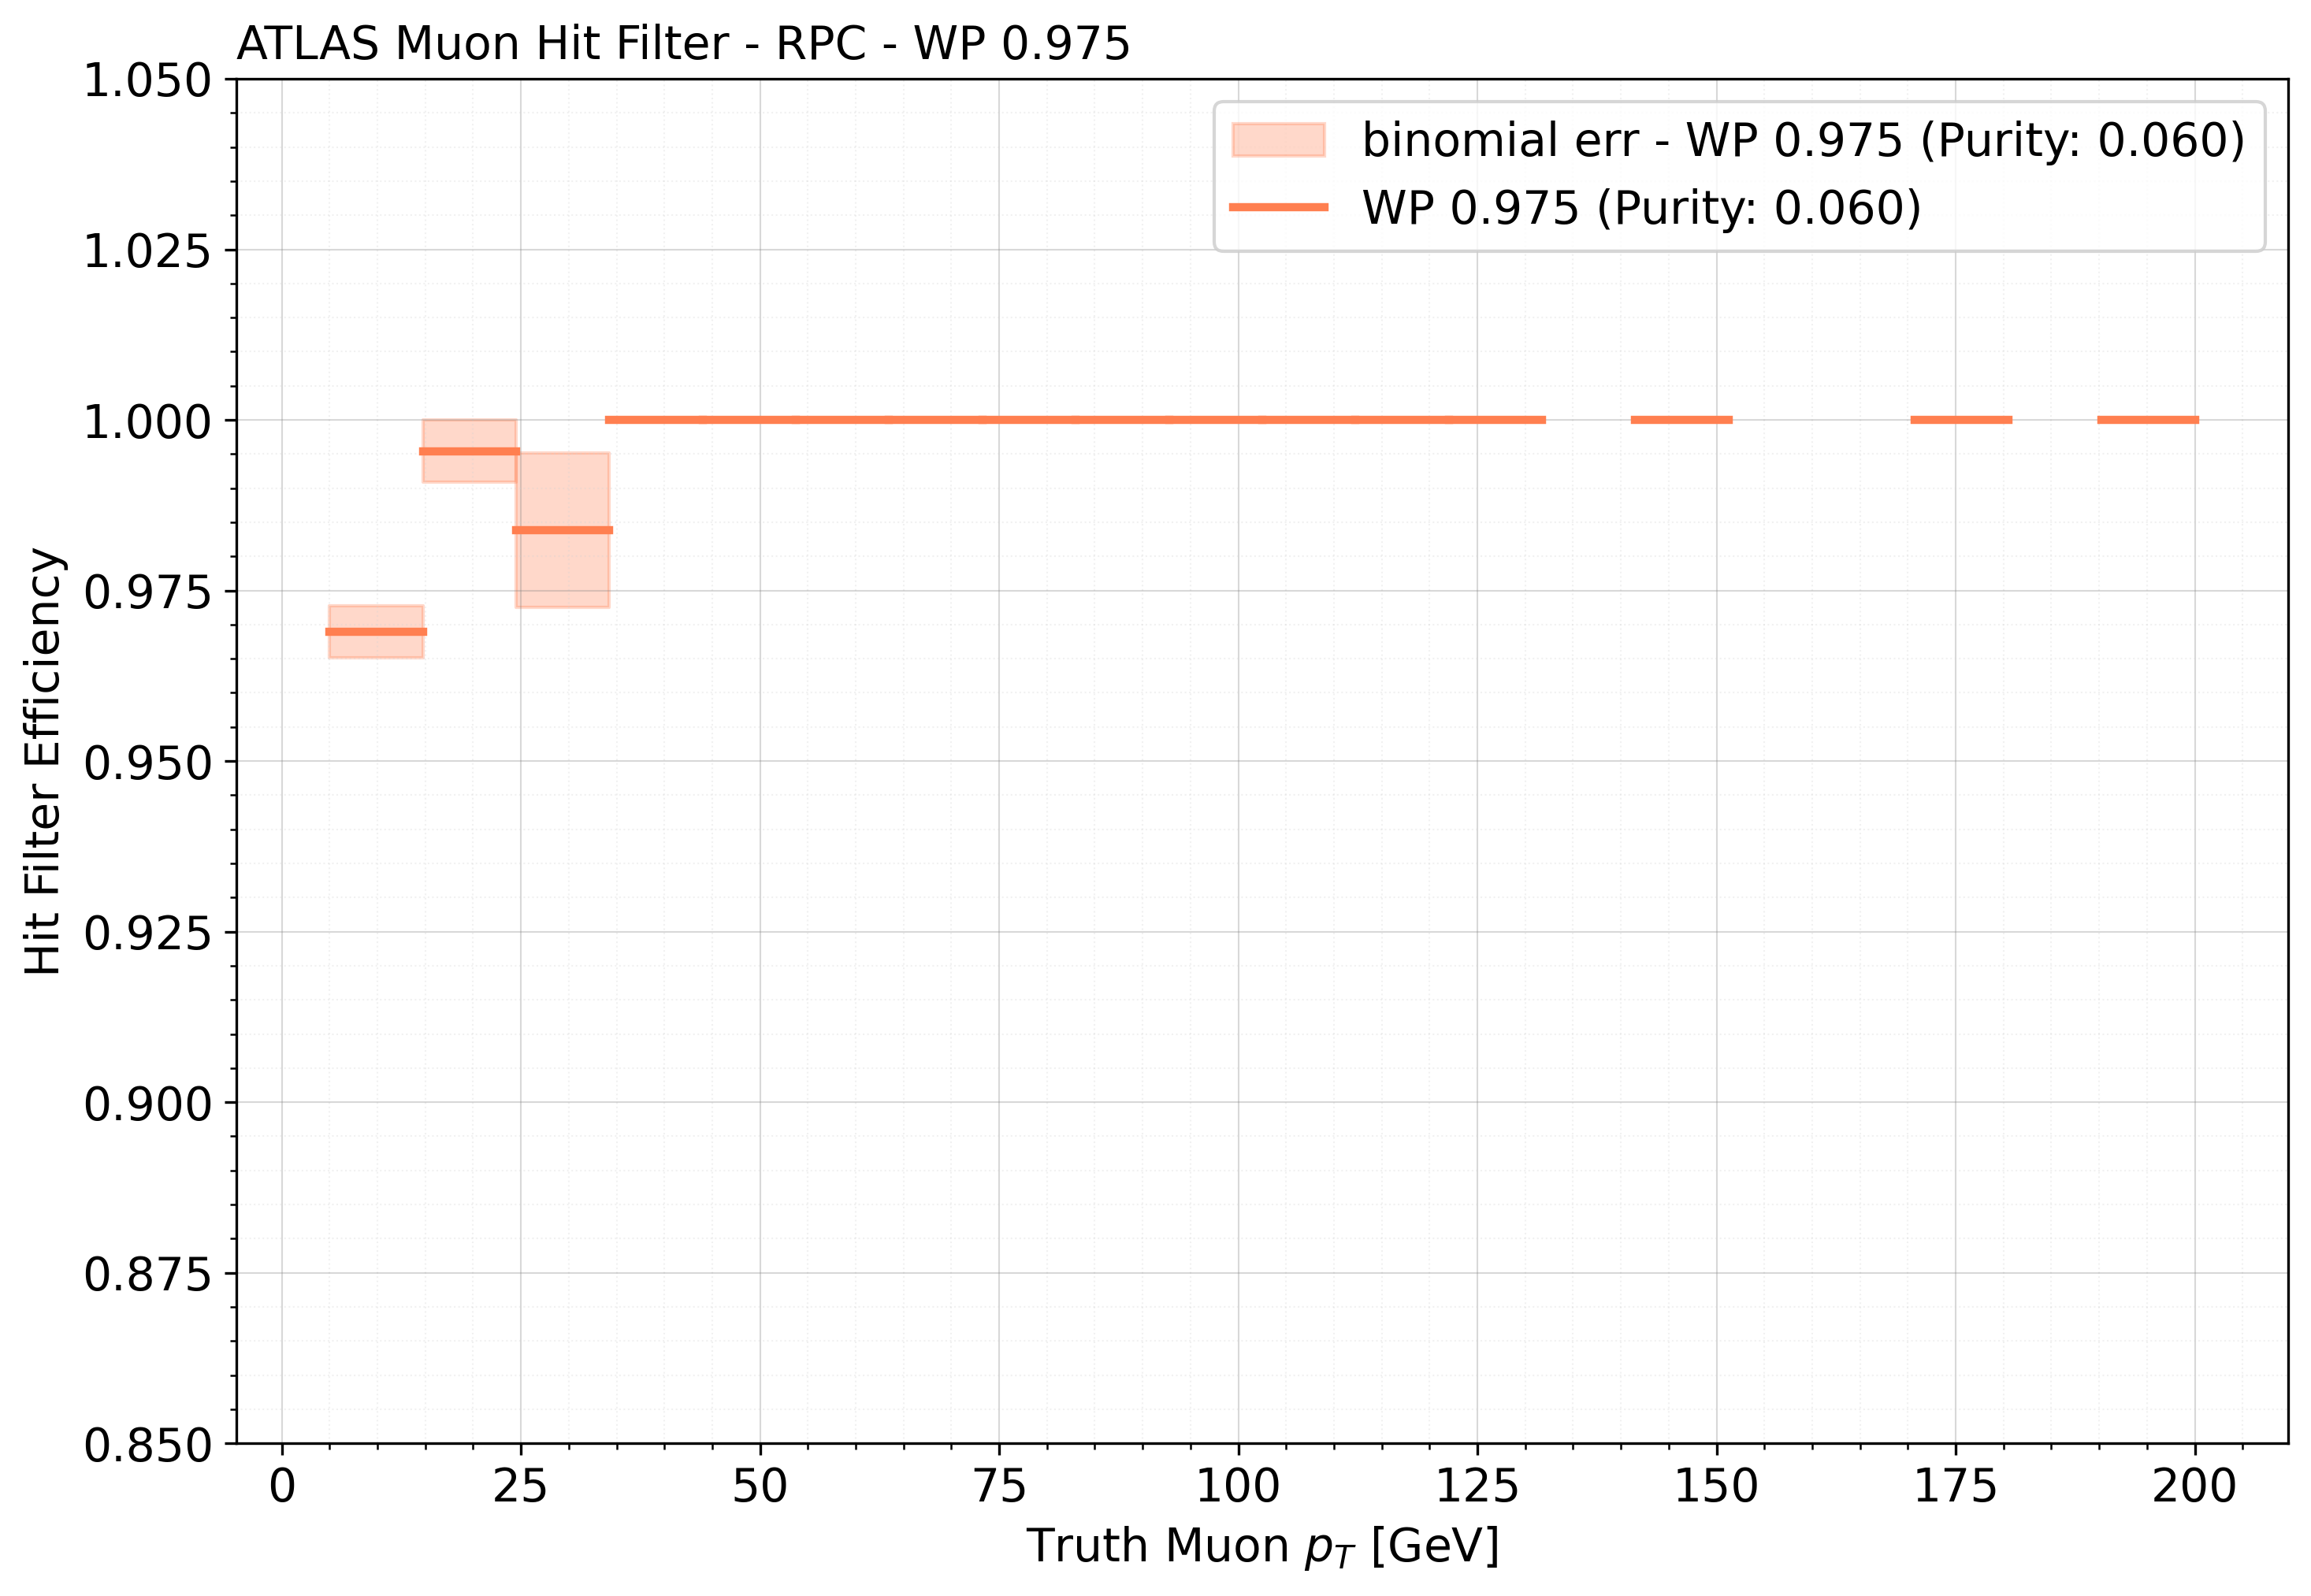 ATLAS Muon Hit Filter - RPC - WP 0.975
binomial err - WP 0.975 (Purity: 0.060)
WP 0.975 (Purity: 0.060)
Hit Filter Efficiency
1.050
1.025
1.000
0.975
0.950
0.925
0.900
0.875
0.850
0 25 50 75 100 125 150 175 200
Truth Muon p_T [GeV]